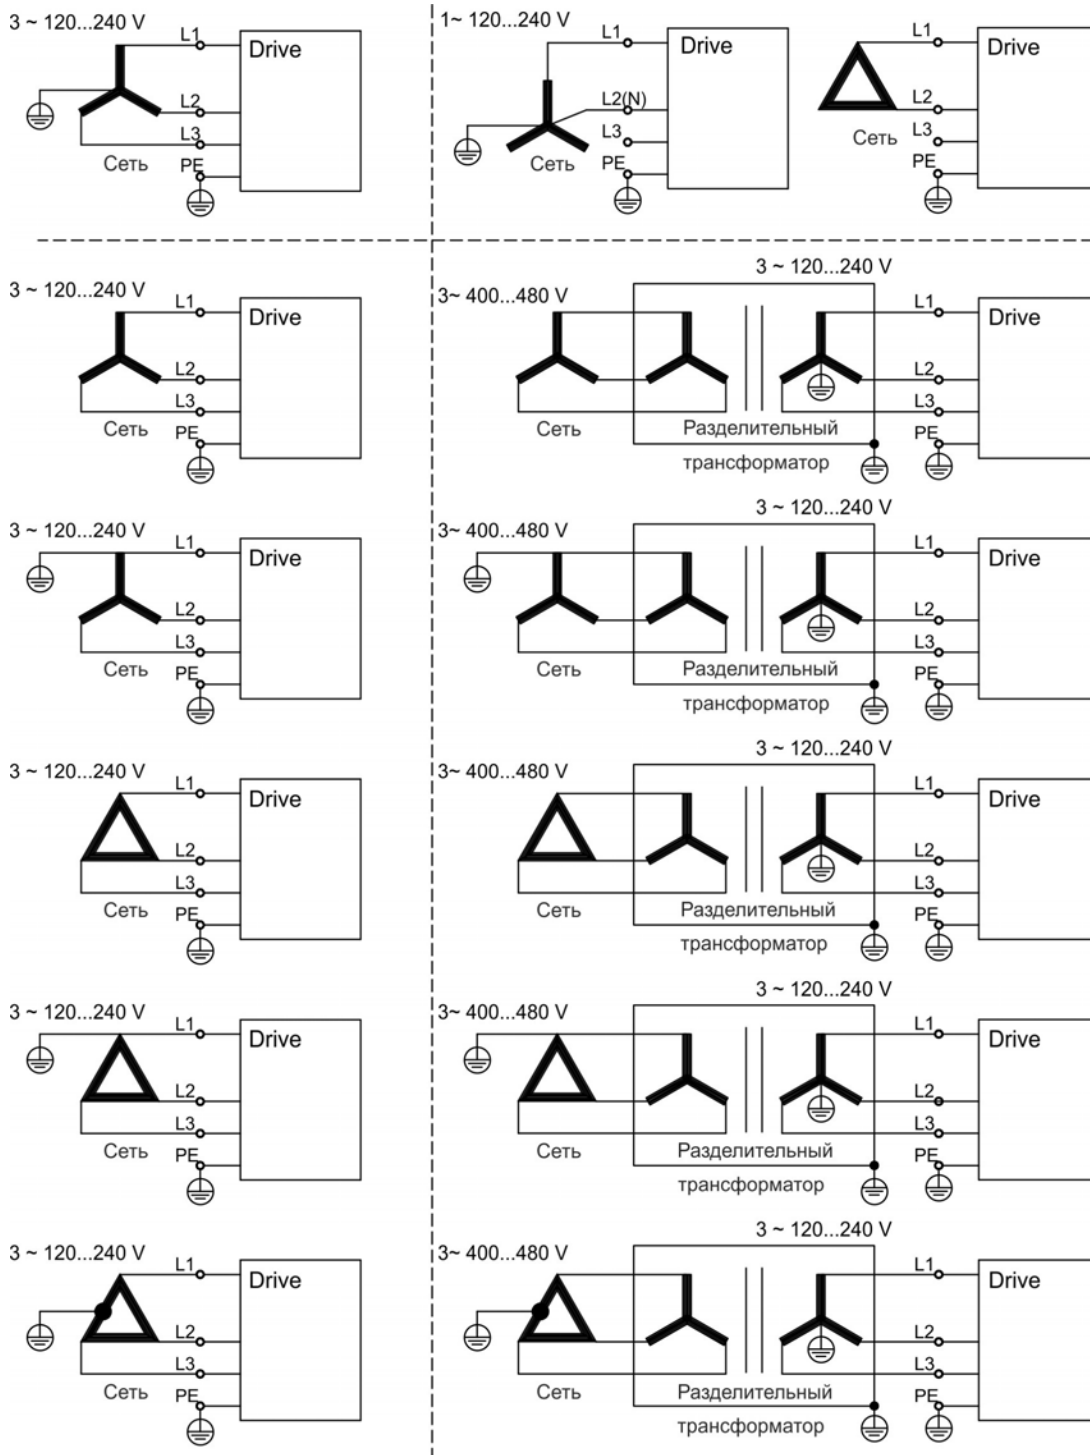 3 ~ 120...240 V
L1
Drive
L2
L3
Сеть
PE
1~ 120...240 V
L1
Drive
L2(N)
L3
Сеть
PE
L1
Drive
L2
Сеть
L3
PE
3 ~ 120...240 V
L1
Drive
L2
L3
Сеть
PE
3 ~ 120...240 V
3~ 400...480 V
L1
Drive
L2
L3
Сеть
Разделительный
трансформатор
PE
3 ~ 120...240 V
L1
Drive
L2
L3
Сеть
PE
3 ~ 120...240 V
3~ 400...480 V
L1
Drive
L2
L3
Сеть
Разделительный
трансформатор
PE
3 ~ 120...240 V
L1
Drive
L2
L3
Сеть
PE
3 ~ 120...240 V
3~ 400...480 V
L1
Drive
L2
L3
Сеть
Разделительный
трансформатор
PE
3 ~ 120...240 V
L1
Drive
L2
L3
Сеть
PE
3 ~ 120...240 V
3~ 400...480 V
L1
Drive
L2
L3
Сеть
Разделительный
трансформатор
PE
3 ~ 120...240 V
L1
Drive
L2
L3
Сеть
PE
3 ~ 120...240 V
3~ 400...480 V
L1
Drive
L2
L3
Сеть
Разделительный
трансформатор
PE